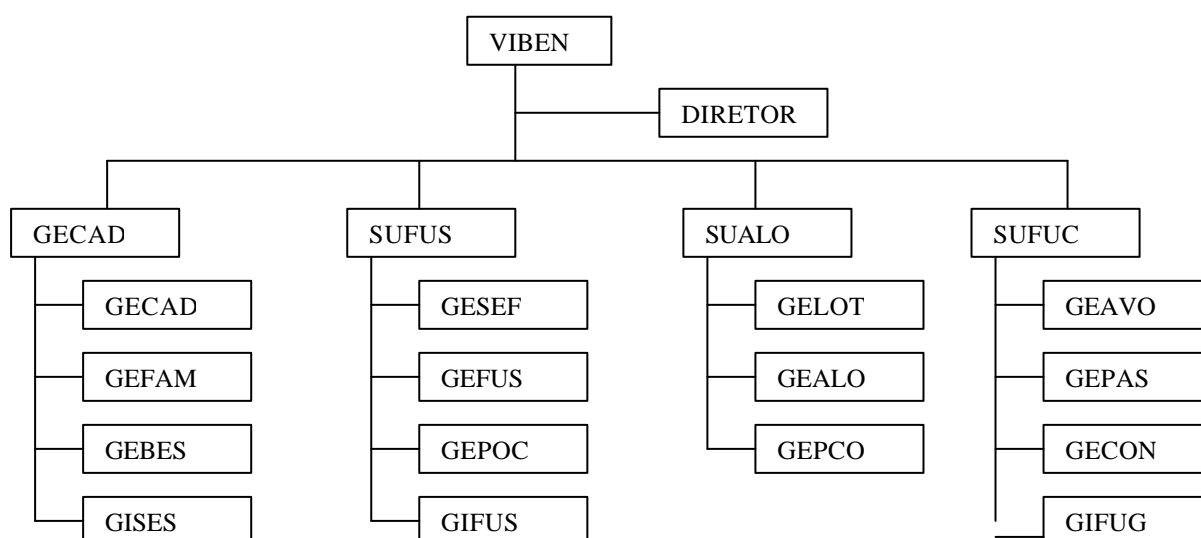 VIBEN
DIRETOR
GECAD
SUFUS
SUALO
SUFUC
GECAD
GESEF
GELOT
GEAVO
GEFAM
GEFUS
GEALO
GEPAS
GEBES
GEPOC
GEPCO
GECON
GISES
GIFUS
GIFUG